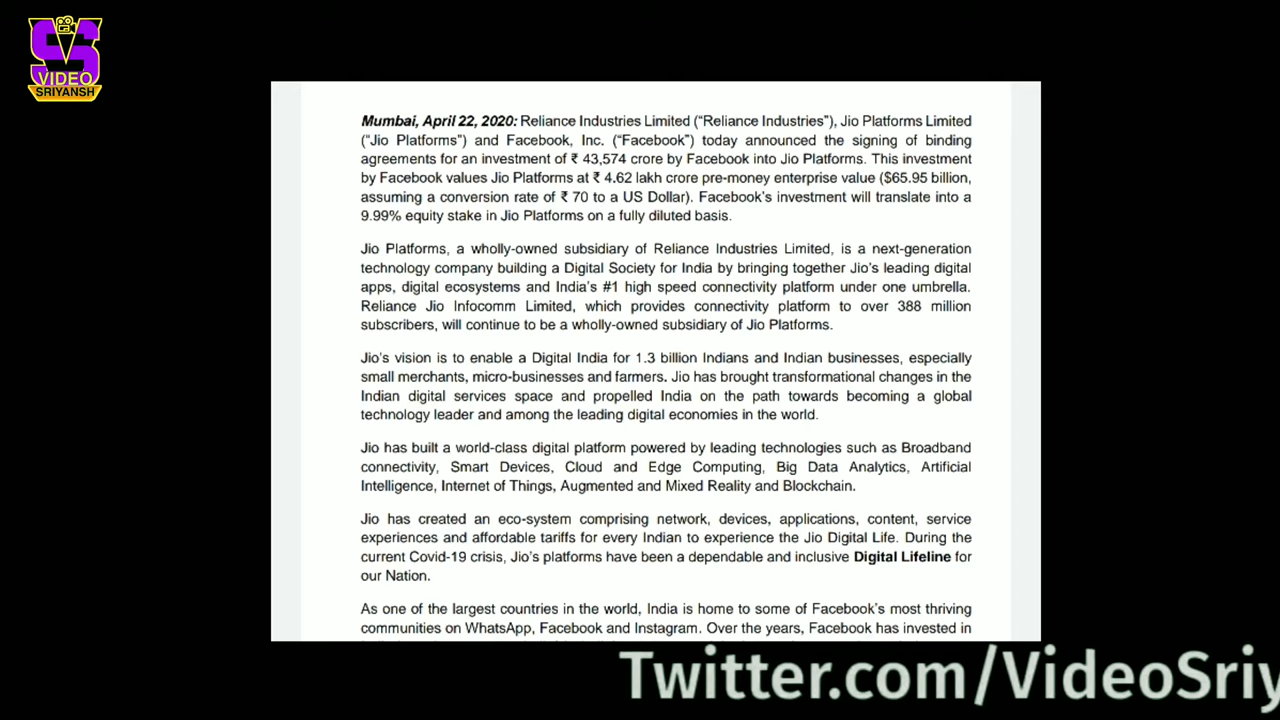 VIDEO
SRIYANSH
Mumbai, April 22, 2020: Reliance Industries Limited (“Reliance Industries”), Jio Platforms Limited
(“Jio Platforms”) and Facebook, Inc. (“Facebook”) today announced the signing of binding
agreements for an investment of ₹ 43,574 crore by Facebook into Jio Platforms. This investment
by Facebook values Jio Platforms at ₹ 4.62 lakh crore pre-money enterprise value ($65.95 billion,
assuming a conversion rate of ₹ 70 to a US Dollar). Facebook’s investment will translate into a
9.99% equity stake in Jio Platforms on a fully diluted basis.
Jio Platforms, a wholly-owned subsidiary of Reliance Industries Limited, is a next-generation
technology company building a Digital Society for India by bringing together Jio’s leading digital
apps, digital ecosystems and India’s #1 high speed connectivity platform under one umbrella.
Reliance Jio Infocomm Limited, which provides connectivity platform to over 388 million
subscribers, will continue to be a wholly-owned subsidiary of Jio Platforms.
Jio’s vision is to enable a Digital India for 1.3 billion Indians and Indian businesses, especially
small merchants, micro-businesses and farmers. Jio has brought transformational changes in the
Indian digital services space and propelled India on the path towards becoming a global
technology leader and among the leading digital economies in the world.
Jio has built a world-class digital platform powered by leading technologies such as Broadband
connectivity, Smart Devices, Cloud and Edge Computing, Big Data Analytics, Artificial
Intelligence, Internet of Things, Augmented and Mixed Reality and Blockchain.
Jio has created an eco-system comprising network, devices, applications, content, service
experiences and affordable tariffs for every Indian to experience the Jio Digital Life. During the
current Covid-19 crisis, Jio’s platforms have been a dependable and inclusive Digital Lifeline for
our Nation.
As one of the largest countries in the world, India is home to some of Facebook’s most thriving
communities on WhatsApp, Facebook and Instagram. Over the years, Facebook has invested in
Twitter.com/VideoSriy